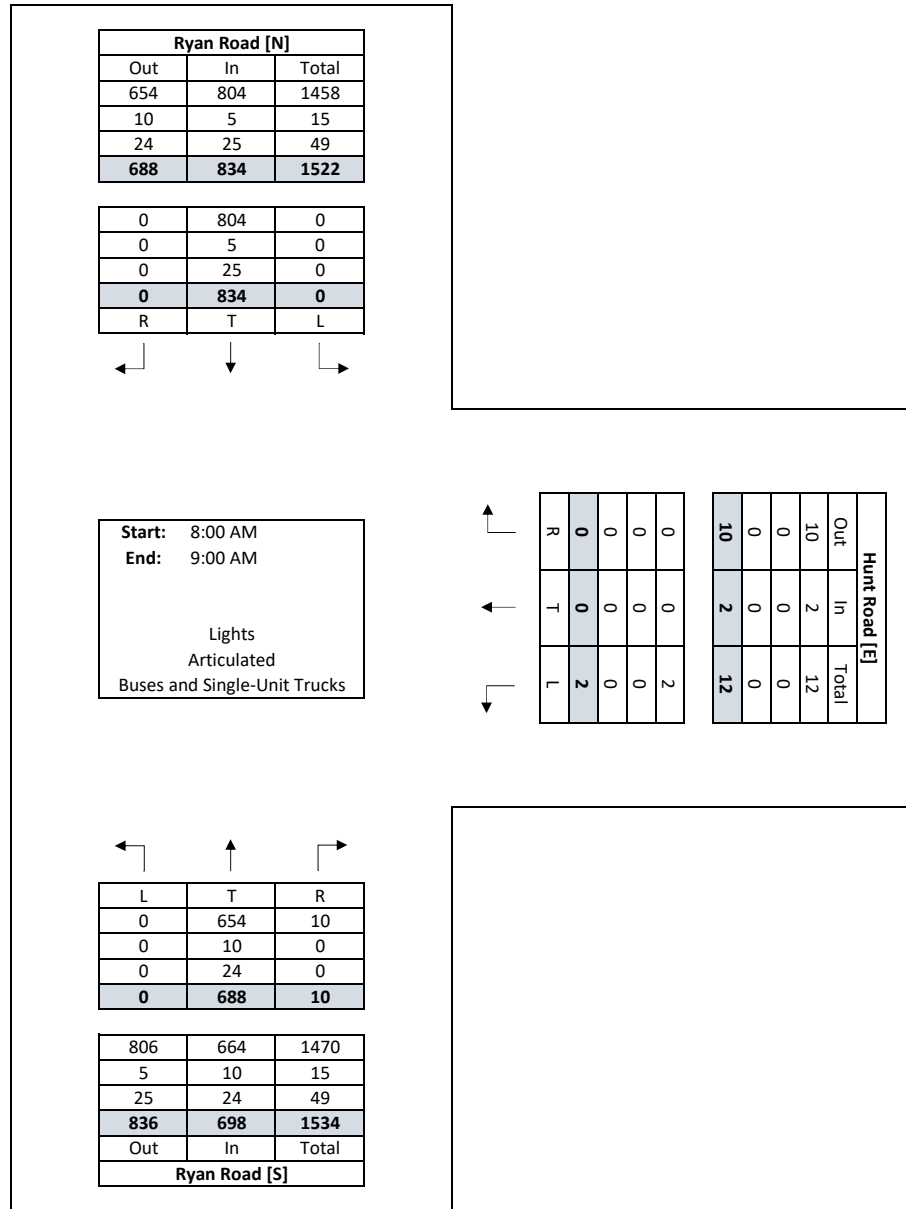 Ryan Road [N]
Out In Total
654 804 1458
10 5 15
24 25 49
688 834 1522
0 804 0
0 5 0
0 25 0
0 834 0
R T L
Start: 8:00 AM
End: 9:00 AM
Lights
Articulated
Buses and Single-Unit Trucks
Hunt Road [E]
Out In Total
10 2 12
0 0 0
0 0 0
10 2 12
0 0 2
0 0 0
0 0 0
0 0 2
R T L
L T R
0 654 10
0 10 0
0 24 0
0 688 10
806 664 1470
5 10 15
25 24 49
836 698 1534
Out In Total
Ryan Road [S]